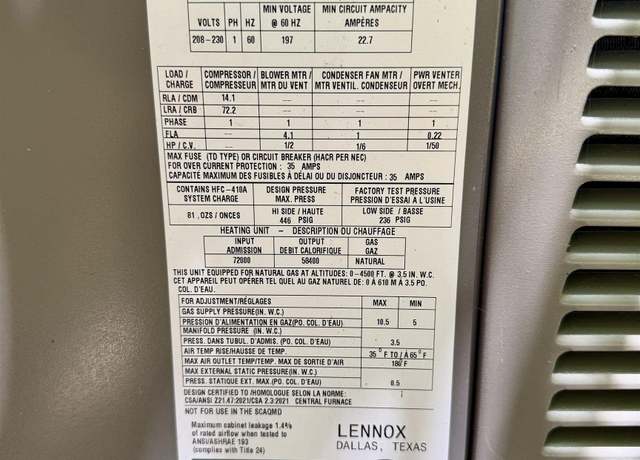 MIN VOLTAGE MIN CIRCUIT AMPACITY
VOLTS PH HZ @ 60 HZ AMPÈRES
208-230 1 60 197 22.7
LOAD / COMPRESSOR / BLOWER MTR / CONDENSER FAN MTR / PWR VENTER
CHARGE COMPRESSEUR MTR DU VENT MTR VENTIL. CONDENSEUR OVERT MECH.
RLA / CDM 14.1 --- --- ---
LRA / CRB 72.2 --- --- ---
PHASE 1 1 1 1
FLA --- 4.1 1 0.22
HP / C.V. --- 1/2 1/6 1/50
MAX FUSE (TD TYPE) OR CIRCUIT BREAKER (HACR PER NEC)
FOR OVER CURRENT PROTECTION : 35 AMPS
CAPACITÉ MAXIMUM DES FUSIBLES À DÉLAI OU DU DISJONCTEUR : 35 AMPS
CONTAINS HFC-410A DESIGN PRESSURE FACTORY TEST PRESSURE
SYSTEM CHARGE MAX. PRESS PRESSION D'ESSAI A L'USINE
81 , OZS / ONCES HI SIDE / HAUTE LOW SIDE / BASSE
446 PSIG 236 PSIG
HEATING UNIT - DESCRIPTION OU CHAUFFAGE
INPUT OUTPUT GAS
ADMISSION DEBIT CALORIFIQUE GAZ
72000 58400 NATURAL
THIS UNIT EQUIPPED FOR NATURAL GAS AT ALTITUDES: 0-4500 FT. @ 3.5 IN. W.C.
CET APPAREIL PEUT OPÉRER TEL QUEL AU GAZ NATUREL DE: 0 À 610 M À 3.5 PO.
COL. D'EAU.
FOR ADJUSTMENT/RÉGLAGES MAX MIN
GAS SUPPLY PRESSURE(IN. W.C.)
PRESSION D'ALIMENTATION EN GAZ(PO. COL. D'EAU) 10.5 5
MANIFOLD PRESSURE (IN. W.C.)
PRESS. DANS TUBUL. D'ADMIS. (PO. COL. D'EAU) 3.5
AIR TEMP RISE/HAUSSE DE TEMP. 35 ° F TO / À 65 ° F
MAX AIR OUTLET TEMP/TEMP. MAX DE SORTIE D'AIR 180°F
MAX EXTERNAL STATIC PRESSURE(IN. W.C.)
PRESS. STATIQUE EXT. MAX.(PO. COL. D'EAU) 0.5
DESIGN CERTIFIED TO /HOMOLOGUE SELON LA NORME:
CSA/ANSI Z21.47:2021/CSA 2.3:2021 CENTRAL FURNACE
NOT FOR USE IN THE SCAQMD
Maximum cabinet leakage 1.4%
of rated airflow when tested to
ANSI/ASHRAE 193
(complies with Title 24)
LENNOX
DALLAS, TEXAS